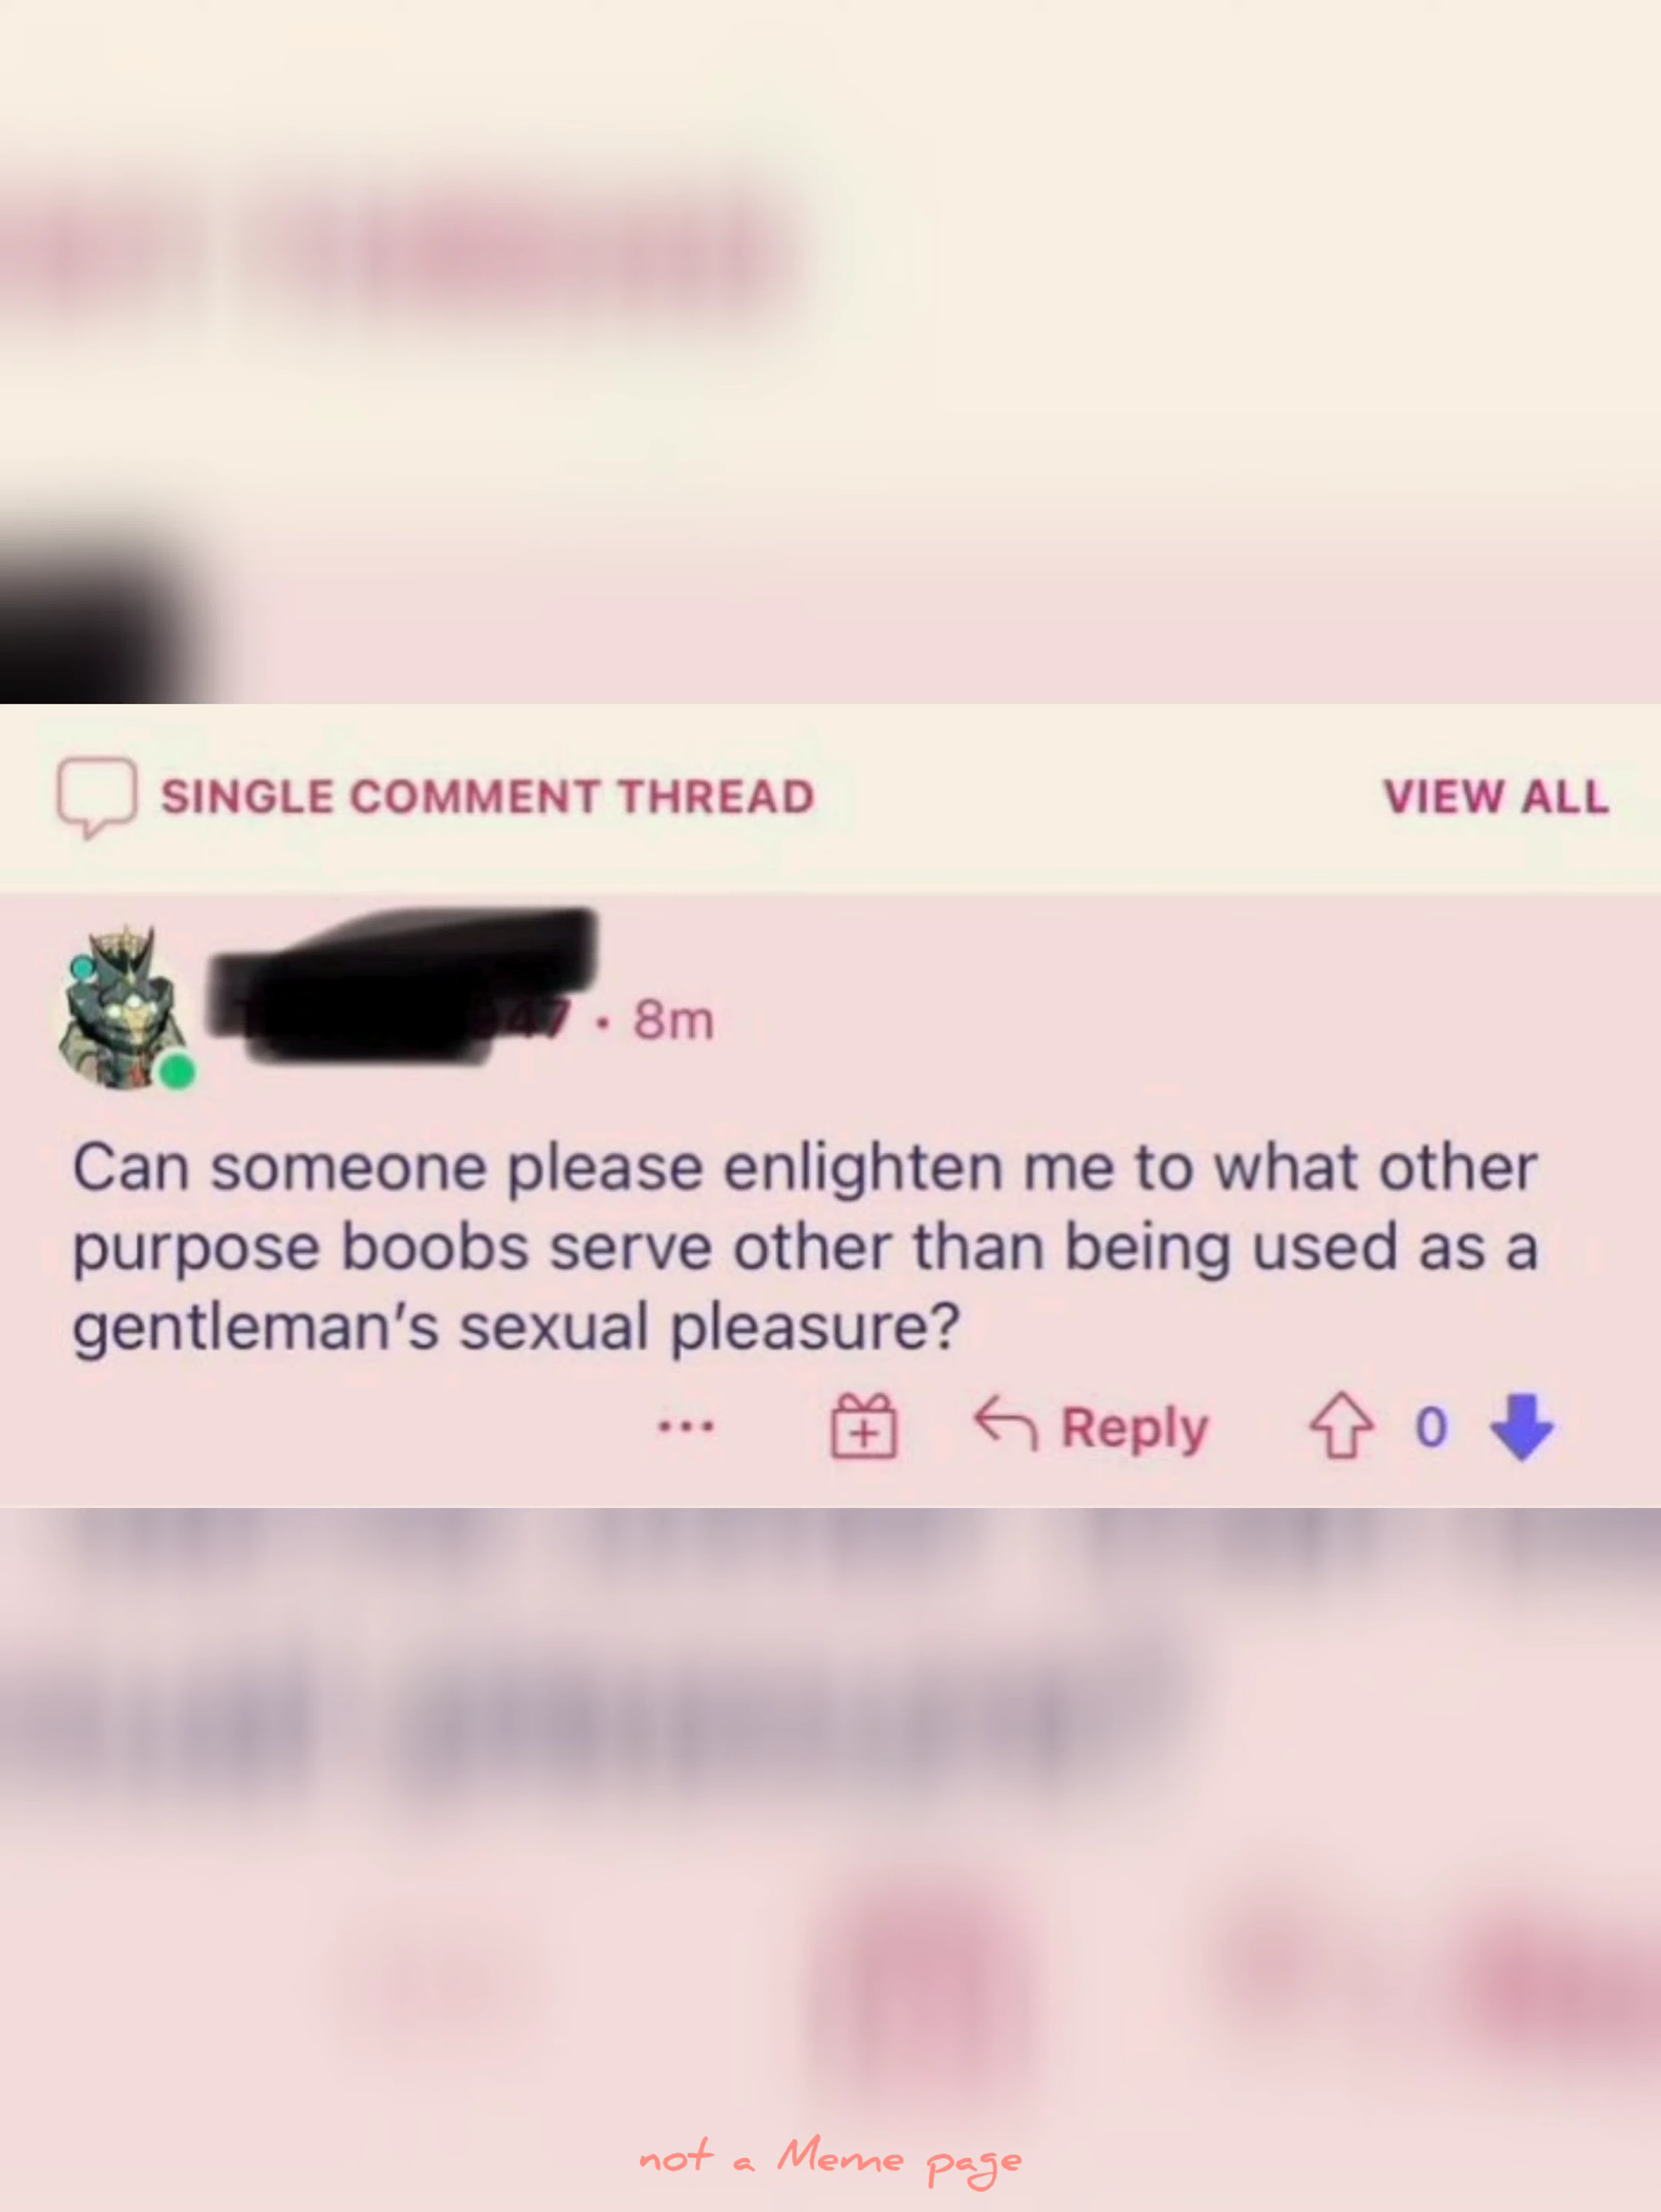 SINGLE COMMENT THREAD
VIEW ALL
47 • 8m
Can someone please enlighten me to what other
purpose boobs serve other than being used as a
gentleman's sexual pleasure?
... Reply 0
not a Meme page